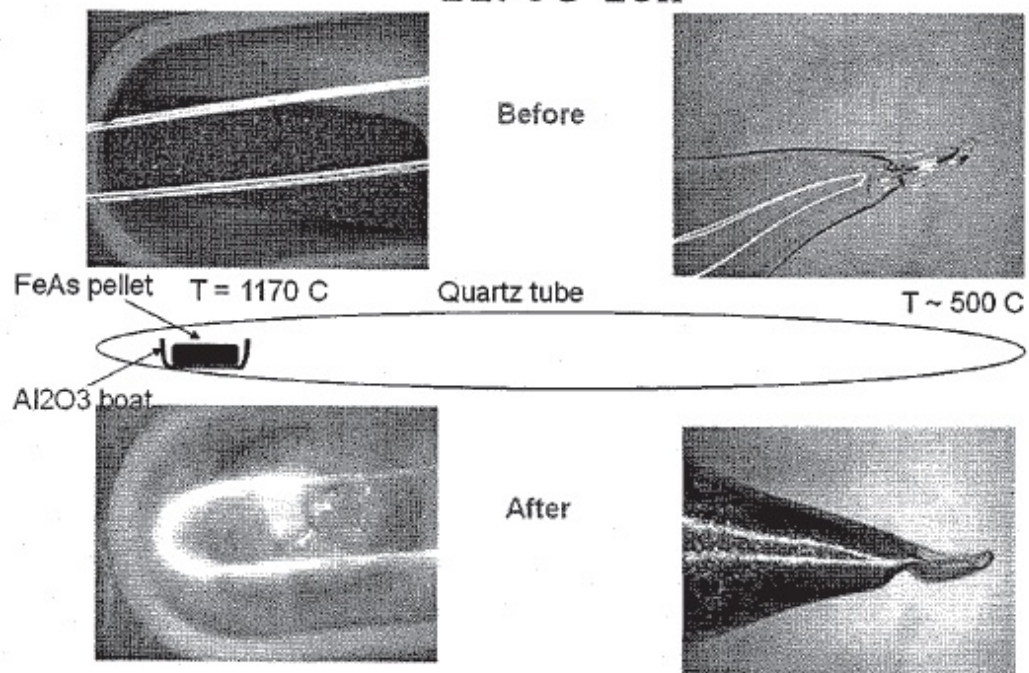 Before
FeAs pellet
T = 1170 C
Quartz tube
T ~ 500 C
Al2O3 boat
After